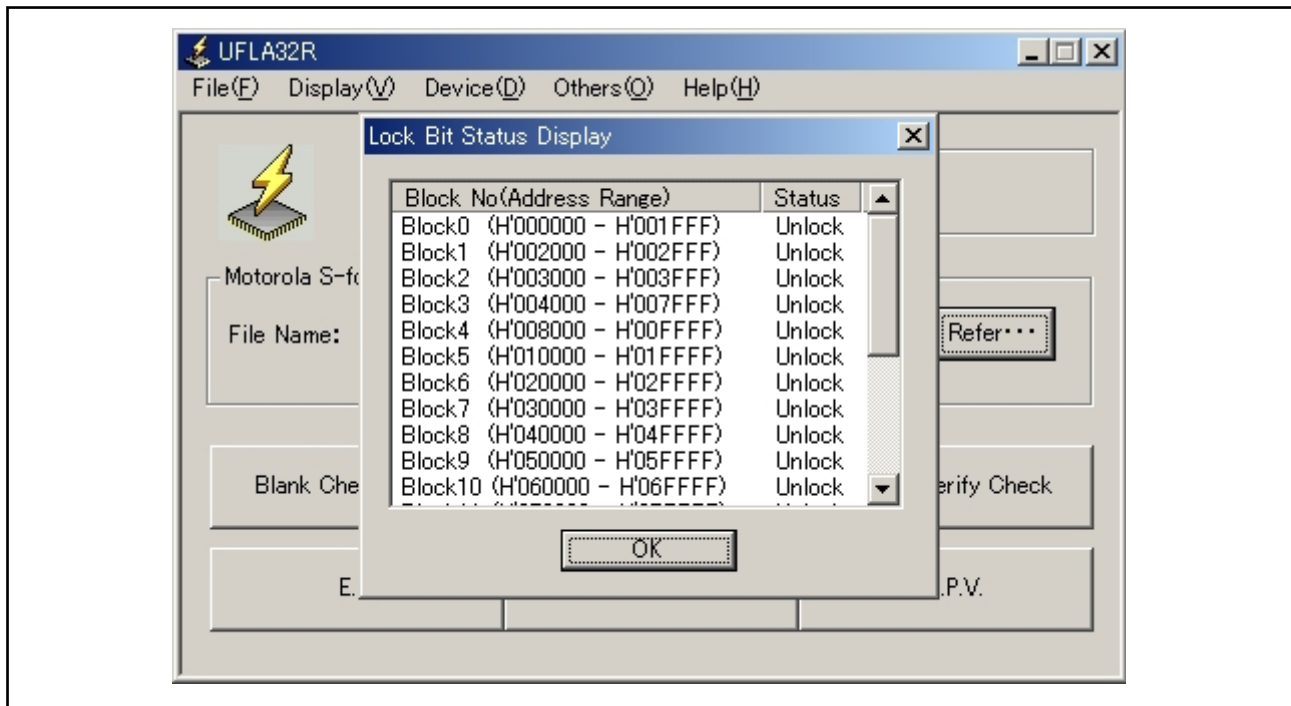 UFLA32R
File(F) Display(V) Device(D) Others(O) Help(H)
Lock Bit Status Display
Block No(Address Range) Status
Block0 (H'000000 - H'001FFF) Unlock
Block1 (H'002000 - H'002FFF) Unlock
Block2 (H'003000 - H'003FFF) Unlock
Block3 (H'004000 - H'007FFF) Unlock
Block4 (H'008000 - H'00FFFF) Unlock
Block5 (H'010000 - H'01FFFF) Unlock
Block6 (H'020000 - H'02FFFF) Unlock
Block7 (H'030000 - H'03FFFF) Unlock
Block8 (H'040000 - H'04FFFF) Unlock
Block9 (H'050000 - H'05FFFF) Unlock
Block10 (H'060000 - H'06FFFF) Unlock
OK
Motorola S-fo
File Name:
Refer･･･
Blank Che
erify Check
E.
.P.V.